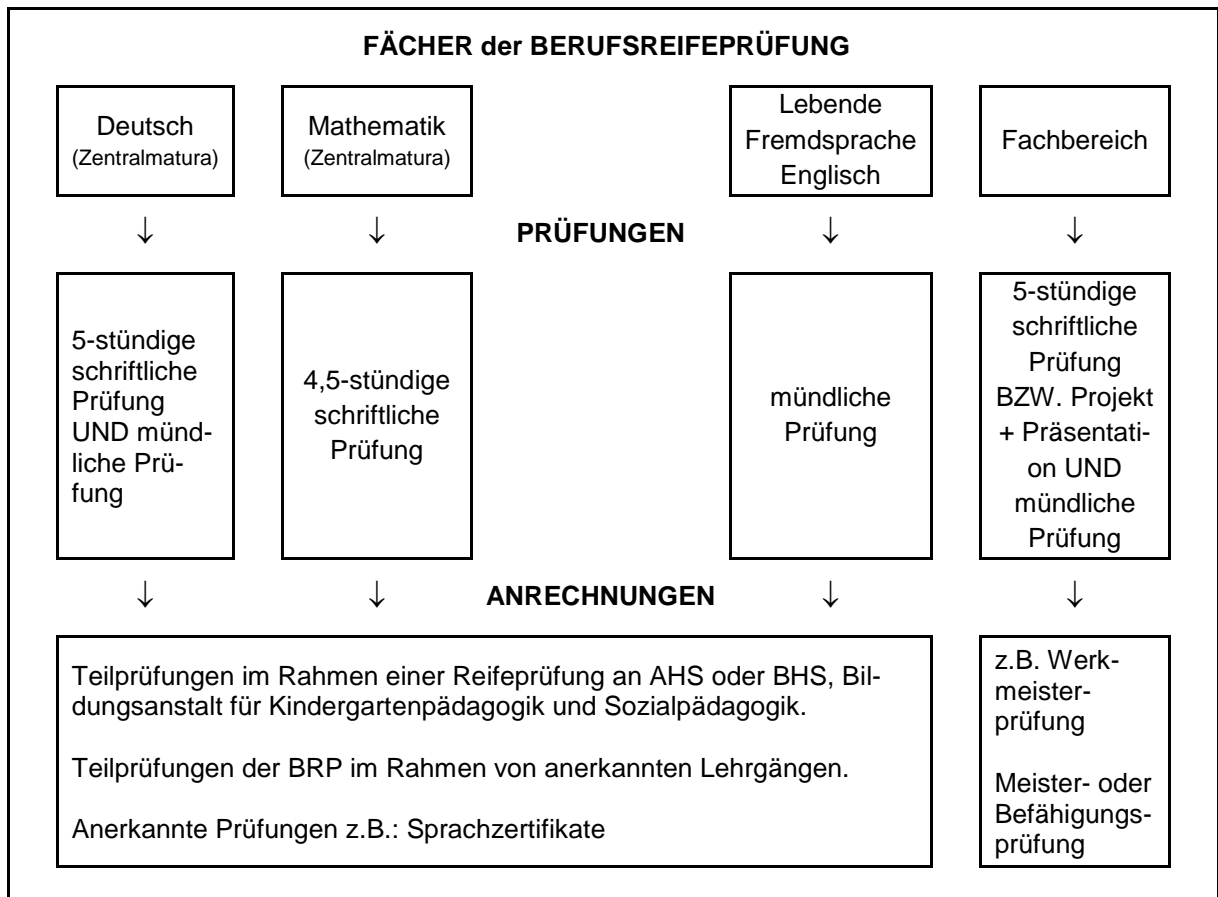 FÄCHER der BERUFSREIFEPRÜFUNG
Deutsch
(Zentralmatura)
Mathematik
(Zentralmatura)
Lebende
Fremdsprache
Englisch
Fachbereich
↓ ↓ PRÜFUNGEN ↓ ↓
5-stündige
schriftliche
Prüfung
UND münd-
liche Prü-
fung
4,5-stündige
schriftliche
Prüfung
mündliche
Prüfung
5-stündige
schriftliche
Prüfung
BZW. Projekt
+ Präsentati-
on UND
mündliche
Prüfung
↓ ↓ ANRECHNUNGEN ↓ ↓
Teilprüfungen im Rahmen einer Reifeprüfung an AHS oder BHS, Bil-
dungsanstalt für Kindergartenpädagogik und Sozialpädagogik.
Teilprüfungen der BRP im Rahmen von anerkannten Lehrgängen.
Anerkannte Prüfungen z.B.: Sprachzertifikate
z.B. Werk-
meister-
prüfung
Meister- oder
Befähigungs-
prüfung